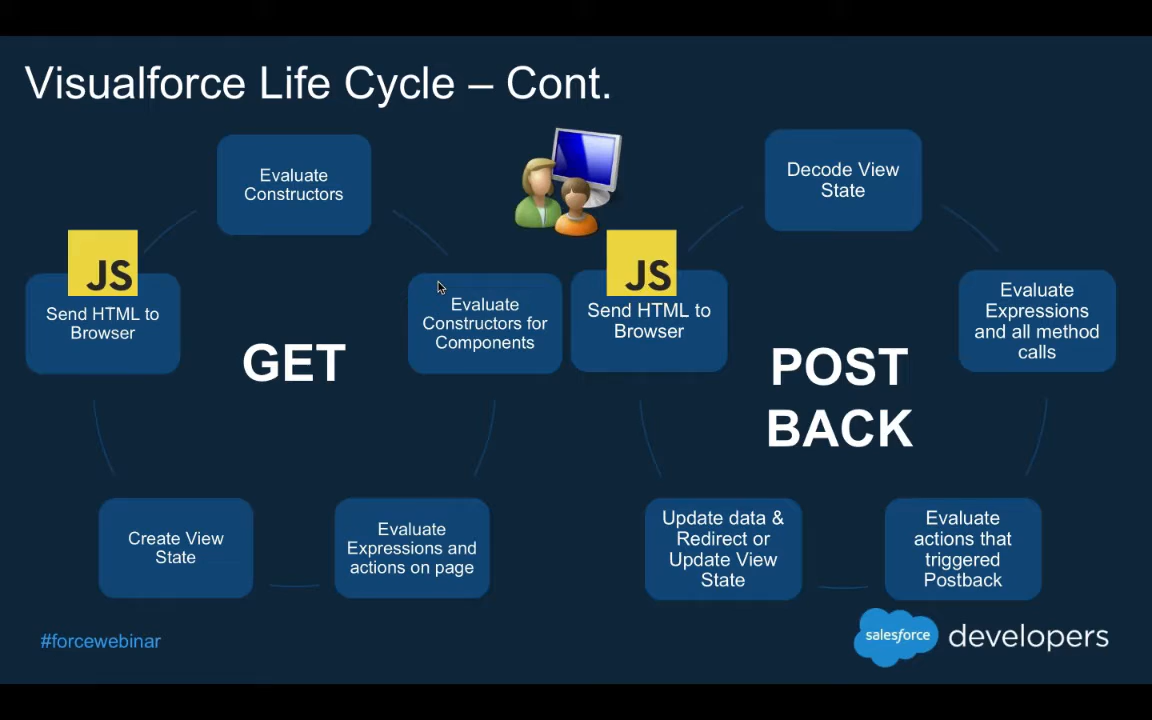 Visualforce Life Cycle – Cont.
Evaluate
Constructors
JS
Send HTML to
Browser
Evaluate
Constructors for
Components
GET
Create View
State
Evaluate
Expressions and
actions on page
Decode View
State
JS
Send HTML to
Browser
Evaluate
Expressions
and all method
calls
POST
BACK
Update data &
Redirect or
Update View
State
Evaluate
actions that
triggered
Postback
#forcewebinar
salesforce developers